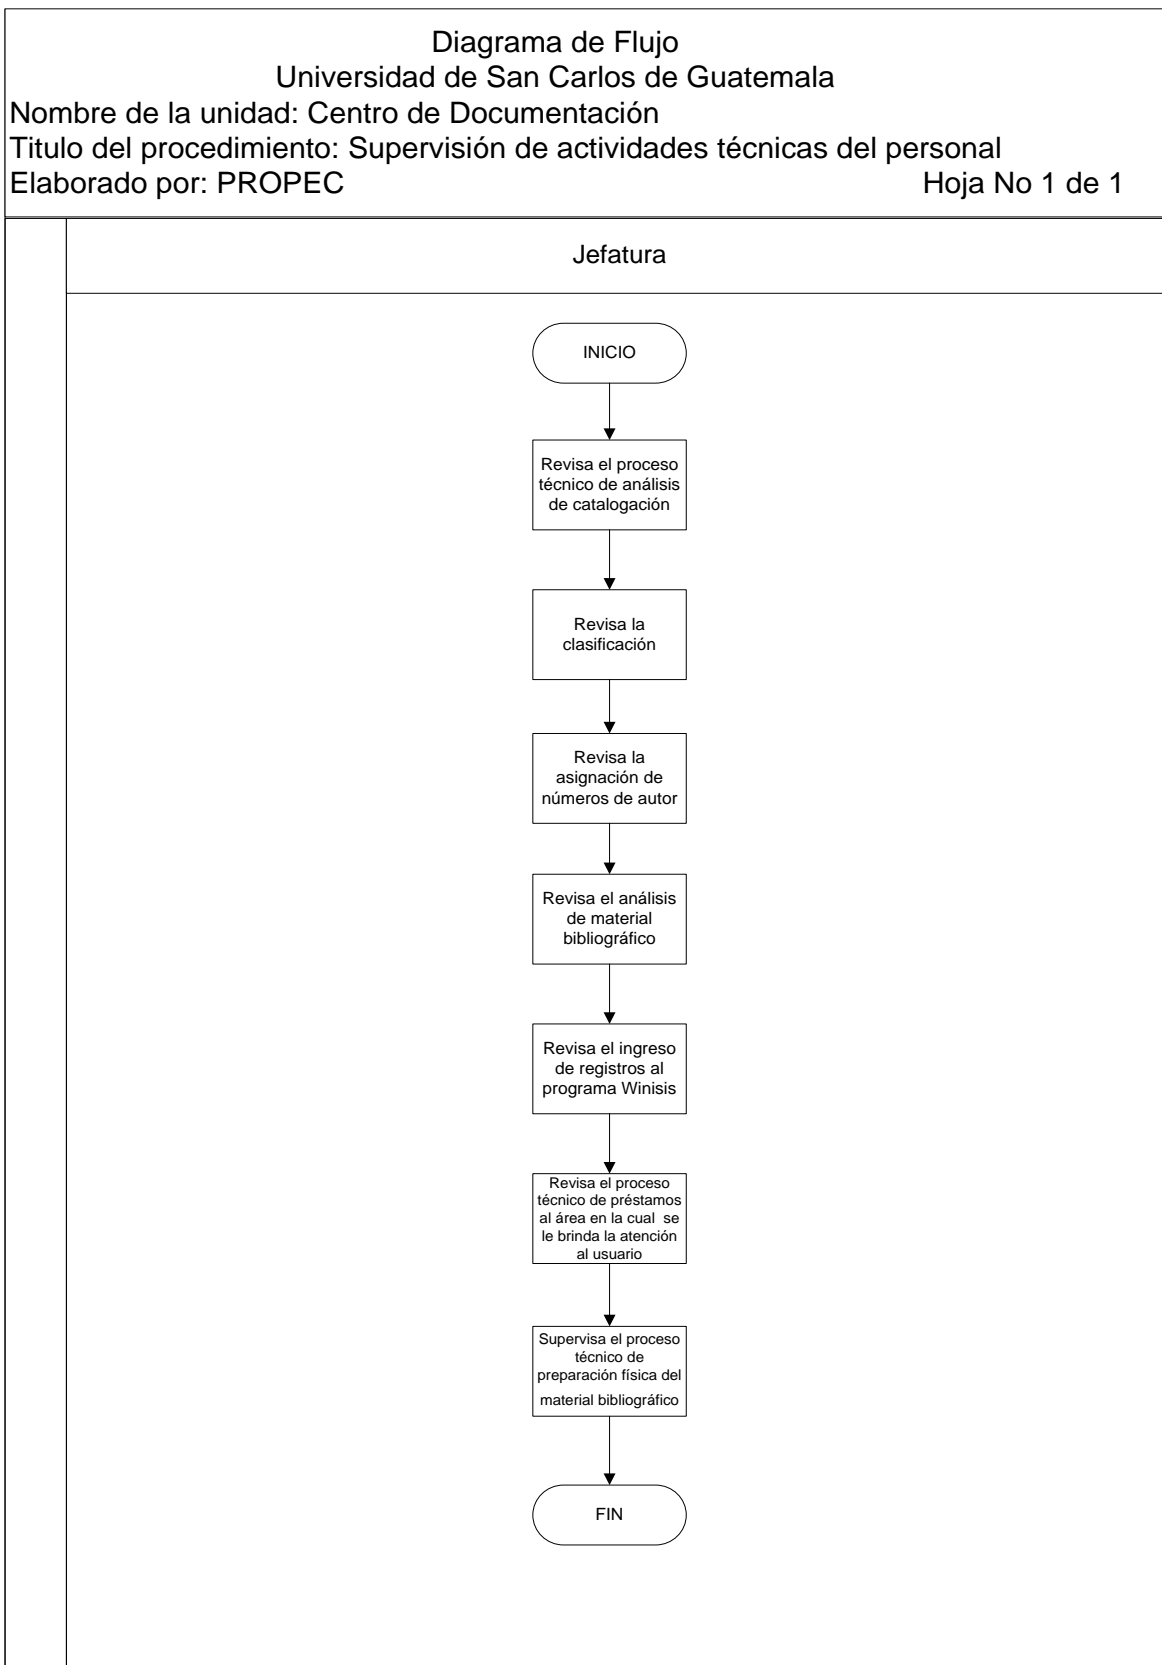 Diagrama de Flujo
Universidad de San Carlos de Guatemala
Nombre de la unidad: Centro de Documentación
Titulo del procedimiento: Supervisión de actividades técnicas del personal
Elaborado por: PROPEC Hoja No 1 de 1
Jefatura
INICIO
Revisa el proceso
técnico de análisis
de catalogación
Revisa la
clasificación
Revisa la
asignación de
números de autor
Revisa el análisis
de material
bibliográfico
Revisa el ingreso
de registros al
programa Winisis
Revisa el proceso
técnico de préstamos
al área en la cual se
le brinda la atención
al usuario
Supervisa el proceso
técnico de
preparación física del
material bibliográfico
FIN